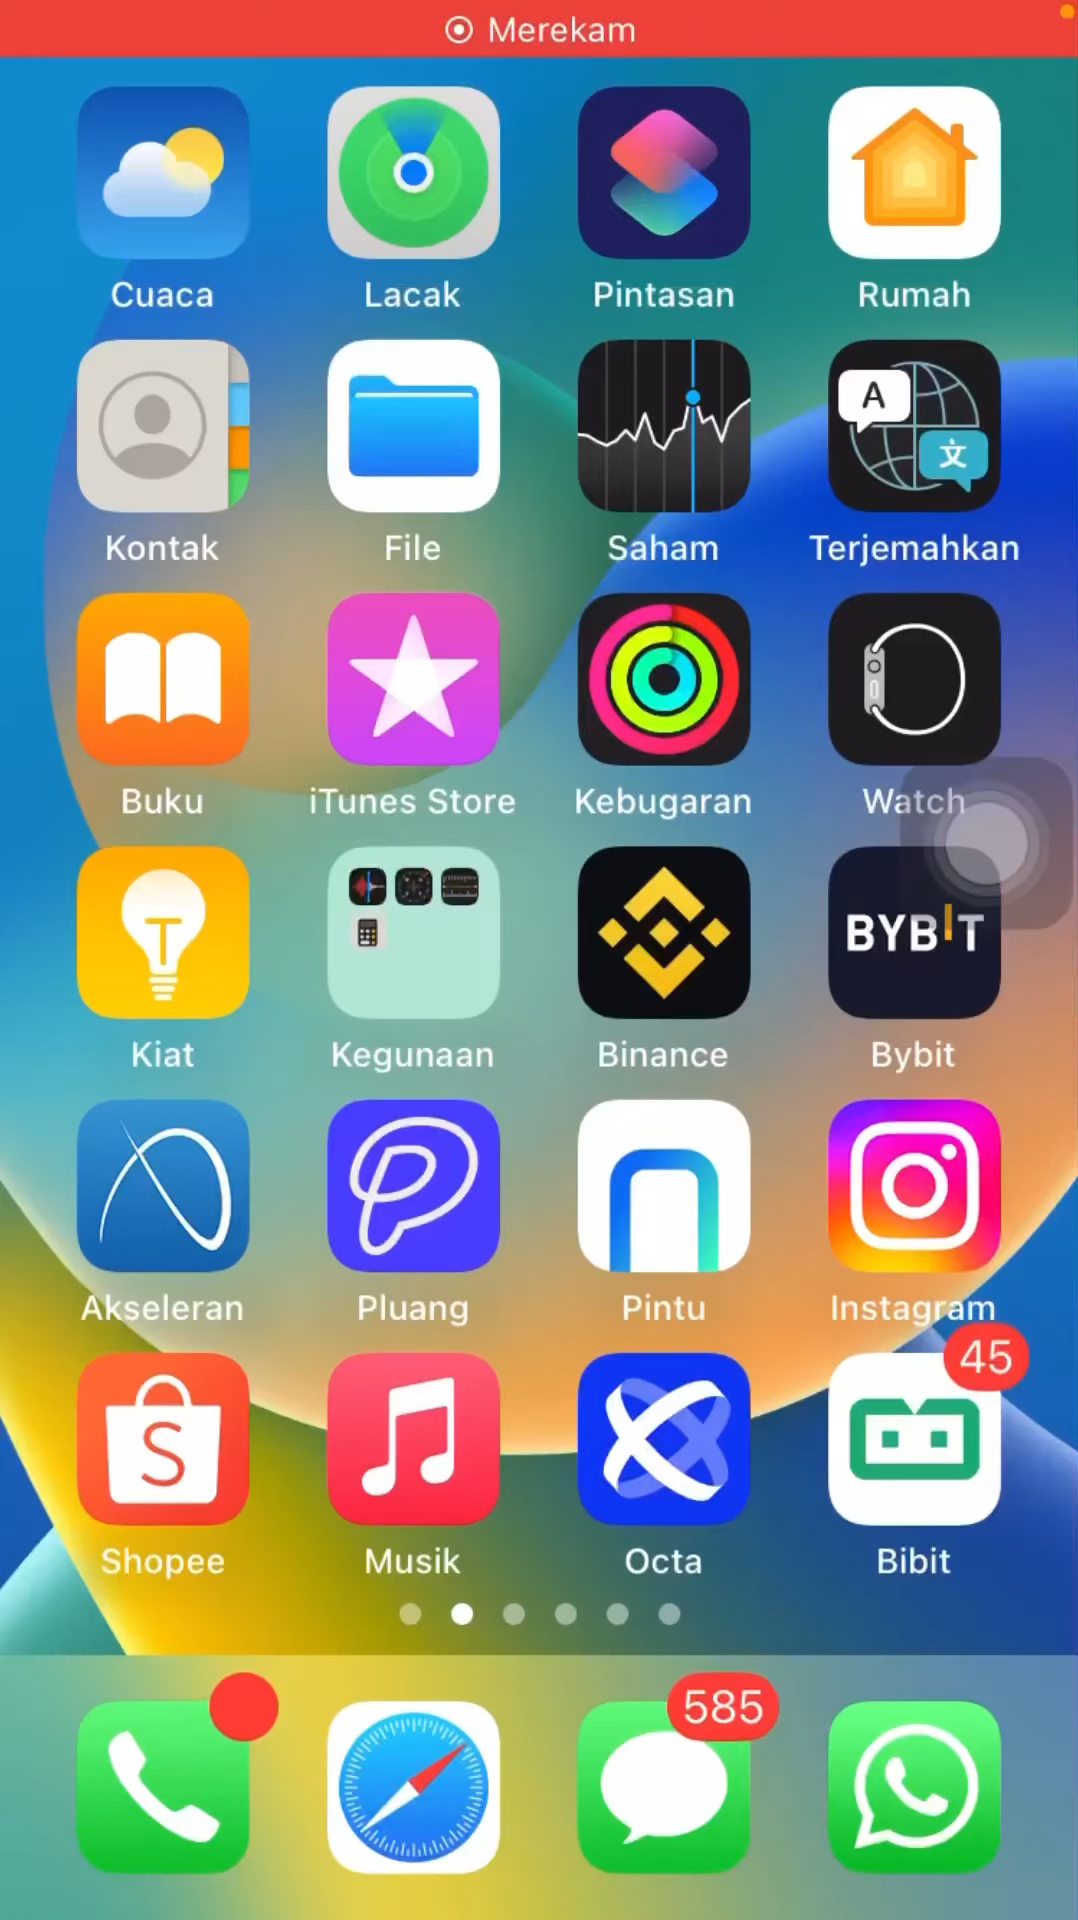 Merekam
Cuaca Lacak Pintasan Rumah
A 文
Kontak File Saham Terjemahkan
Buku iTunes Store Kebugaran Watch
BYBIT
Kiat Kegunaan Binance Bybit
Akseleran Pluang Pintu Instagram
45
S
Shopee Musik Octa Bibit
585